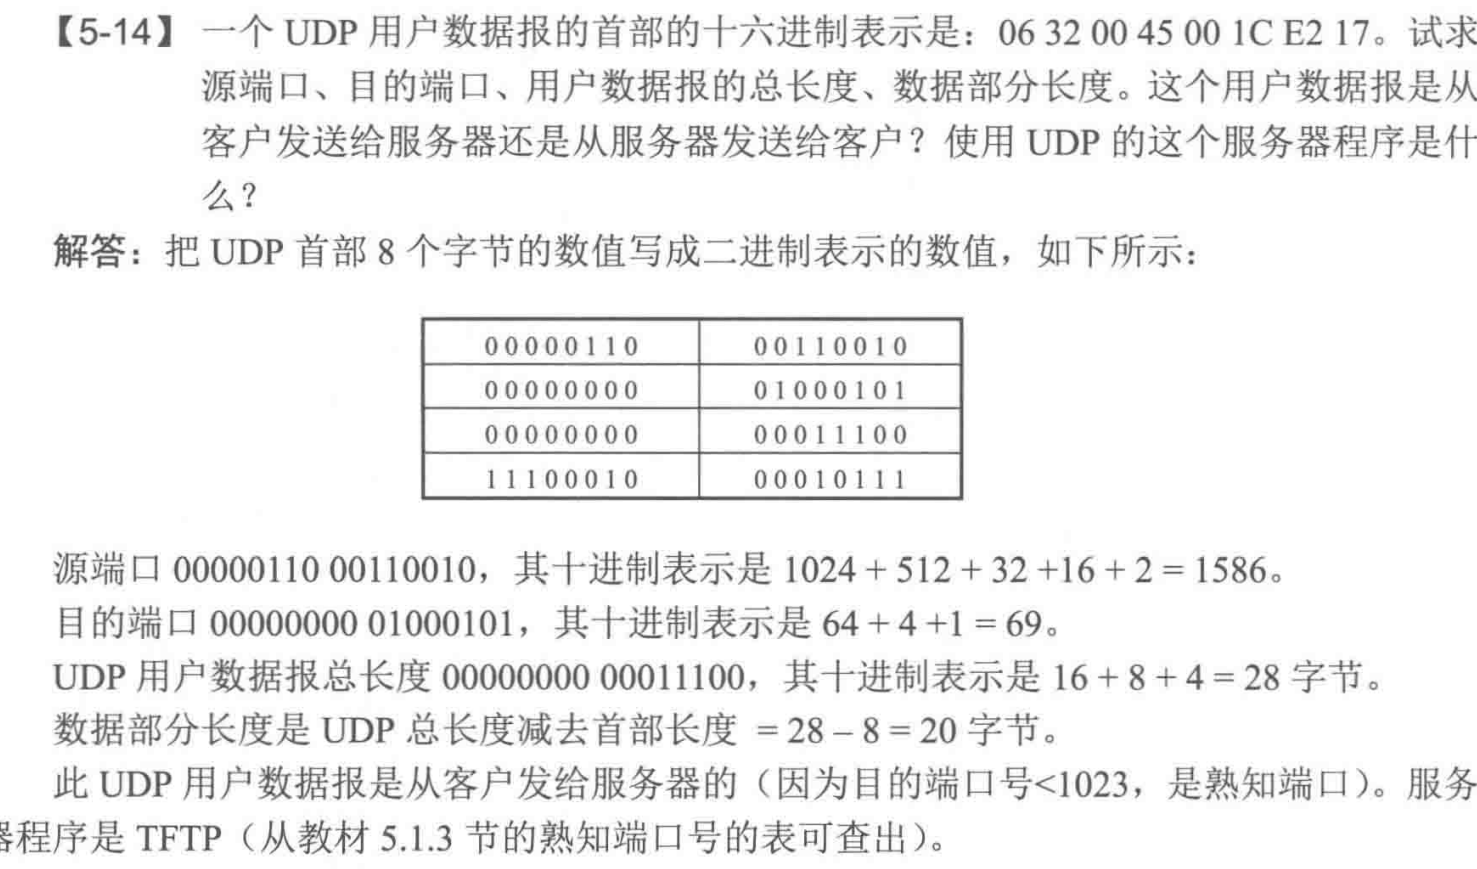 【5-14】 一个 UDP 用户数据报的首部的十六进制表示是：06 32 00 45 00 1C E2 17。试求
源端口、目的端口、用户数据报的总长度、数据部分长度。这个用户数据报是从
客户发送给服务器还是从服务器发送给客户？使用 UDP 的这个服务器程序是什
么？
解答：把 UDP 首部 8 个字节的数值写成二进制表示的数值，如下所示：
00000110 00110010
00000000 01000101
00000000 00011100
11100010 00010111
源端口 00000110 00110010，其十进制表示是 1024 + 512 + 32 +16 + 2 = 1586。
目的端口 00000000 01000101，其十进制表示是 64 + 4 +1 = 69。
UDP 用户数据报总长度 00000000 00011100，其十进制表示是 16 + 8 + 4 = 28 字节。
数据部分长度是 UDP 总长度减去首部长度 = 28 – 8 = 20 字节。
此 UDP 用户数据报是从客户发给服务器的（因为目的端口号<1023，是熟知端口）。服务
器程序是 TFTP（从教材 5.1.3 节的熟知端口号的表可查出）。